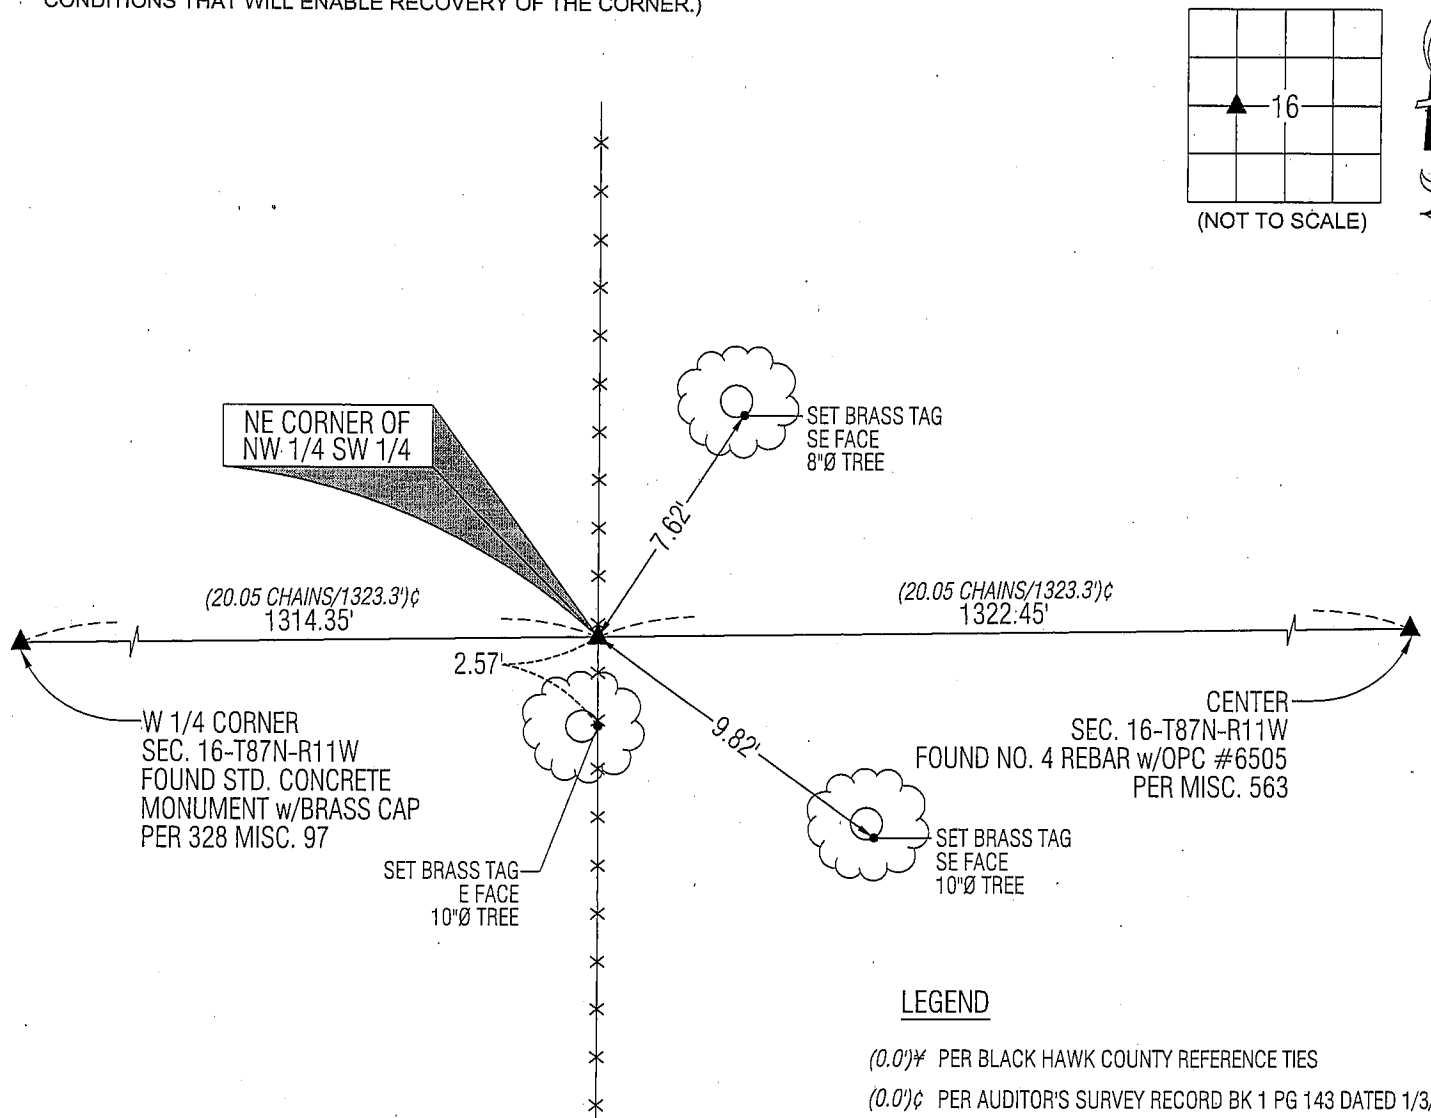 CONDITIONS THAT WILL ENABLE RECOVERY OF THE CORNER.)
16
(NOT TO SCALE)
SET BRASS TAG
SE FACE
8"Ø TREE
NE CORNER OF
NW 1/4 SW 1/4
7.62'
(20.05 CHAINS/1323.3')¢
1314.35'
(20.05 CHAINS/1323.3')¢
1322.45'
2.57'
W 1/4 CORNER
SEC. 16-T87N-R11W
FOUND STD. CONCRETE
MONUMENT w/BRASS CAP
PER 328 MISC. 97
9.82'
CENTER
SEC. 16-T87N-R11W
FOUND NO. 4 REBAR w/OPC #6505
PER MISC. 563
SET BRASS TAG
E FACE
10"Ø TREE
SET BRASS TAG
SE FACE
10"Ø TREE
LEGEND
(0.0')¥ PER BLACK HAWK COUNTY REFERENCE TIES
(0.0')¢ PER AUDITOR'S SURVEY RECORD BK 1 PG 143 DATED 1/3/